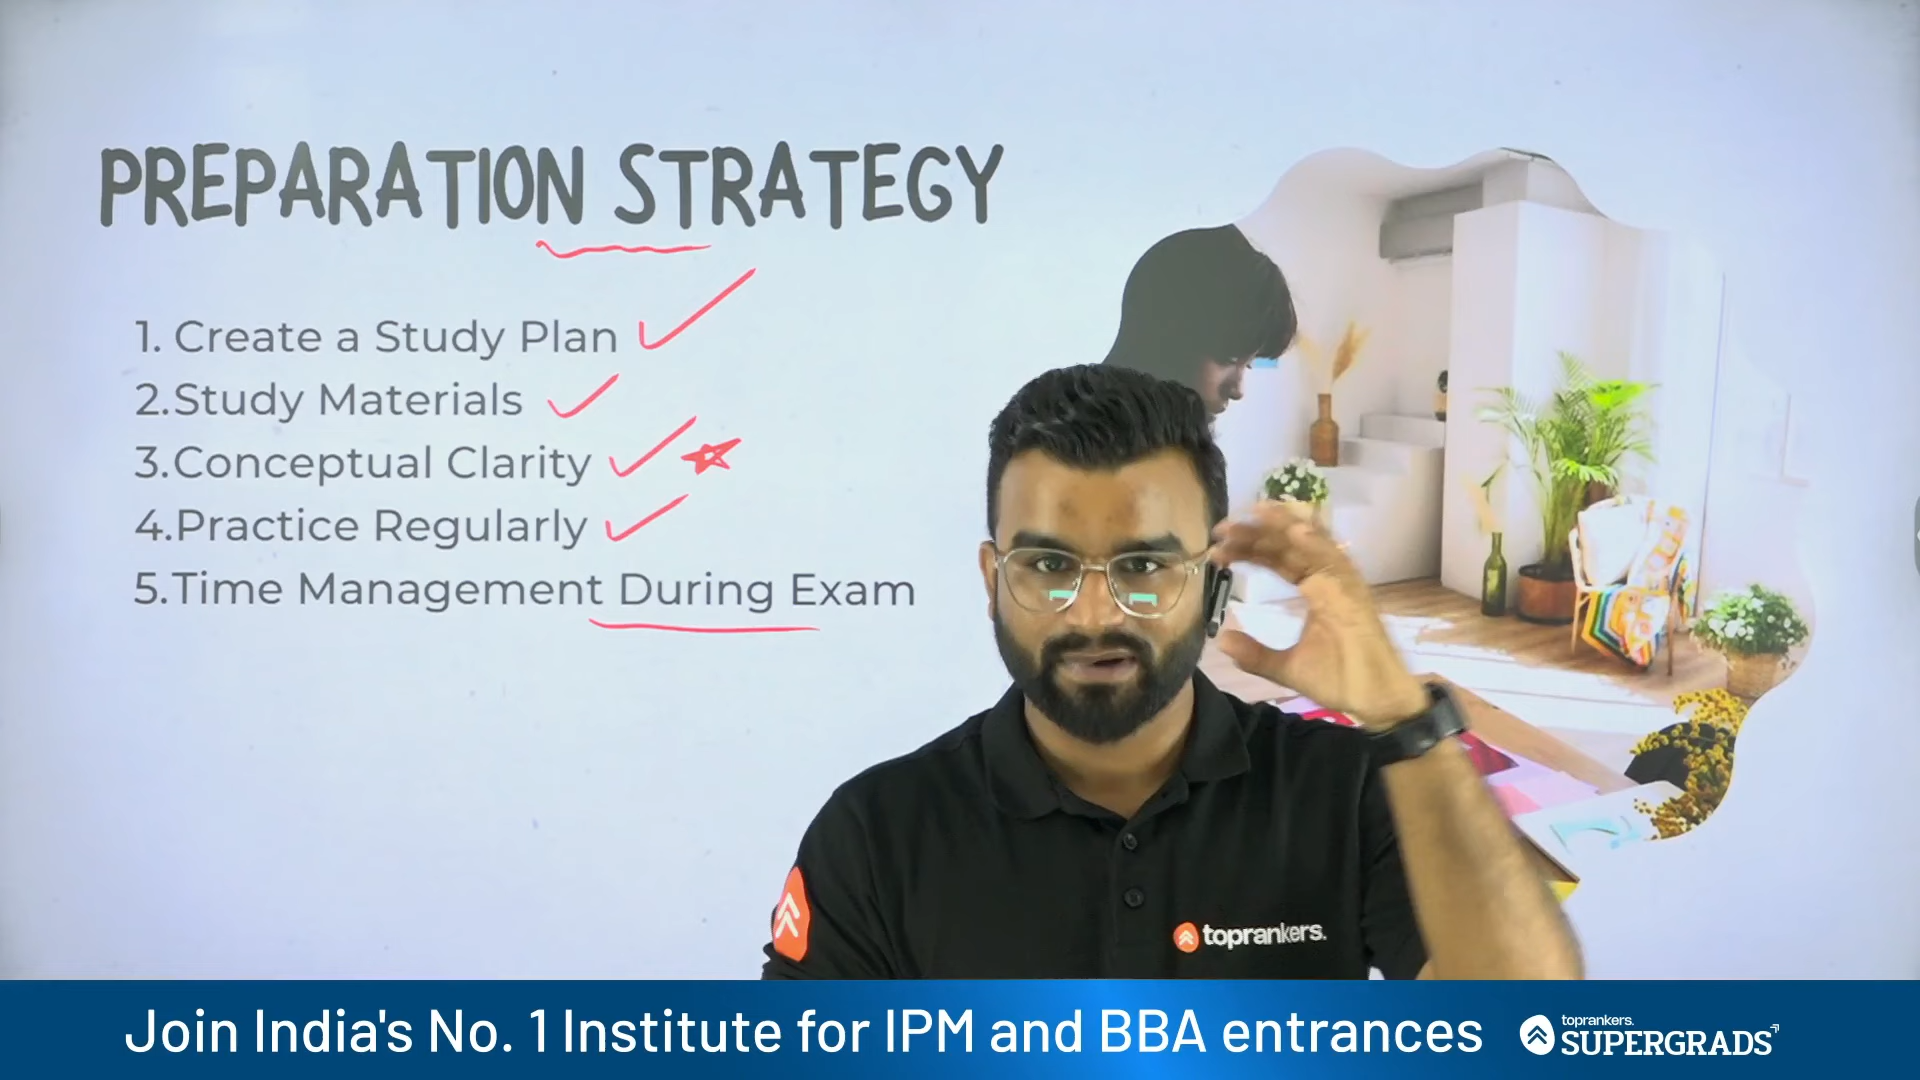 PREPARATION STRATEGY
1. Create a Study Plan
2. Study Materials
3. Conceptual Clarity
4. Practice Regularly
5. Time Management During Exam
toprankers.
Join India's No. 1 Institute for IPM and BBA entrances
toprankers.
SUPERGRADS